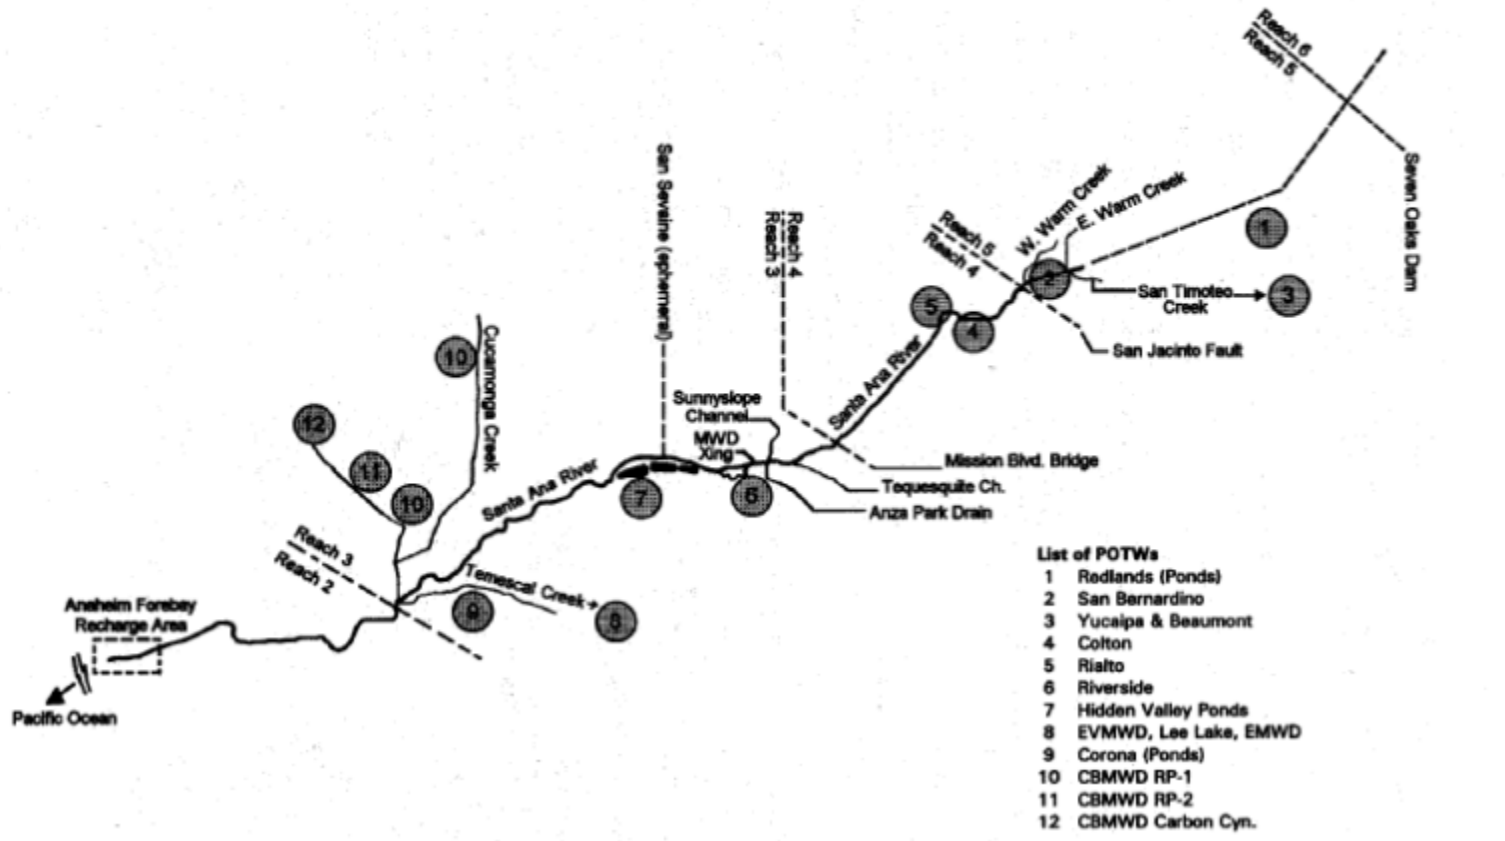 Reach 6
Reach 5
Seven Oaks Dam
1
W. Warm Creek
E. Warm Creek
Reach 5
Reach 4
2
San Timoteo
Creek
3
San Jacinto Fault
5
4
Santa Ana River
San Sevaine (ephemeral)
Reach 4
Reach 3
Sunnyslope
Channel
MWD
Xing
Mission Blvd. Bridge
Tequesquite Ch.
Anza Park Drain
6
7
Santa Ana River
Cucamonga Creek
10
12
11
10
Reach 3
Reach 2
Temescal Creek
9
8
Anaheim Forebay
Recharge Area
Pacific Ocean
List of POTWs
1 Redlands (Ponds)
2 San Bernardino
3 Yucaipa & Beaumont
4 Colton
5 Rialto
6 Riverside
7 Hidden Valley Ponds
8 EVMWD, Lee Lake, EMWD
9 Corona (Ponds)
10 CBMWD RP-1
11 CBMWD RP-2
12 CBMWD Carbon Cyn.